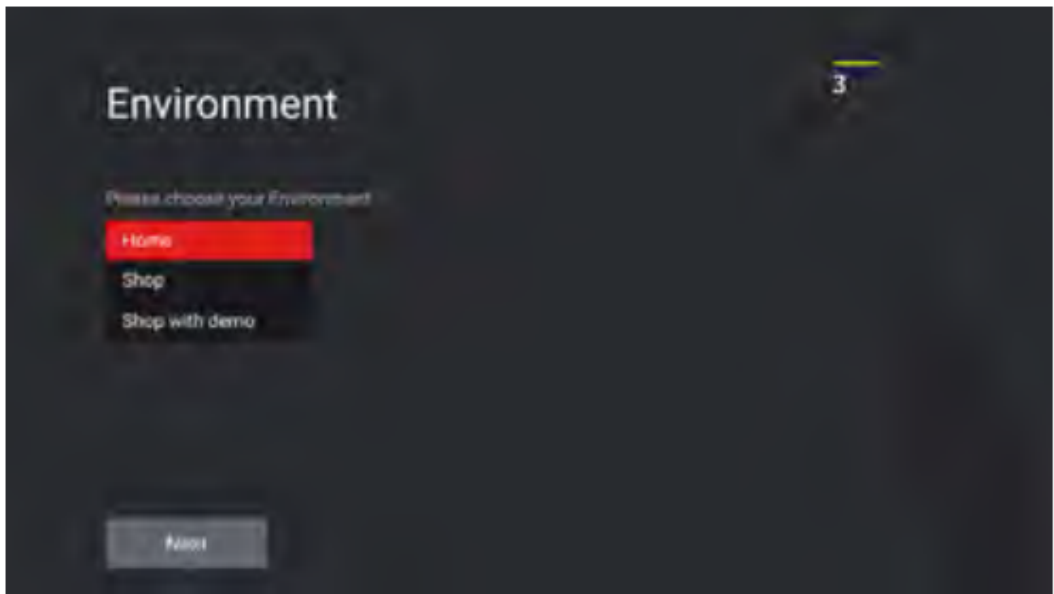 Environment
3
Please choose your Environment
Home
Shop
Shop with demo
Next